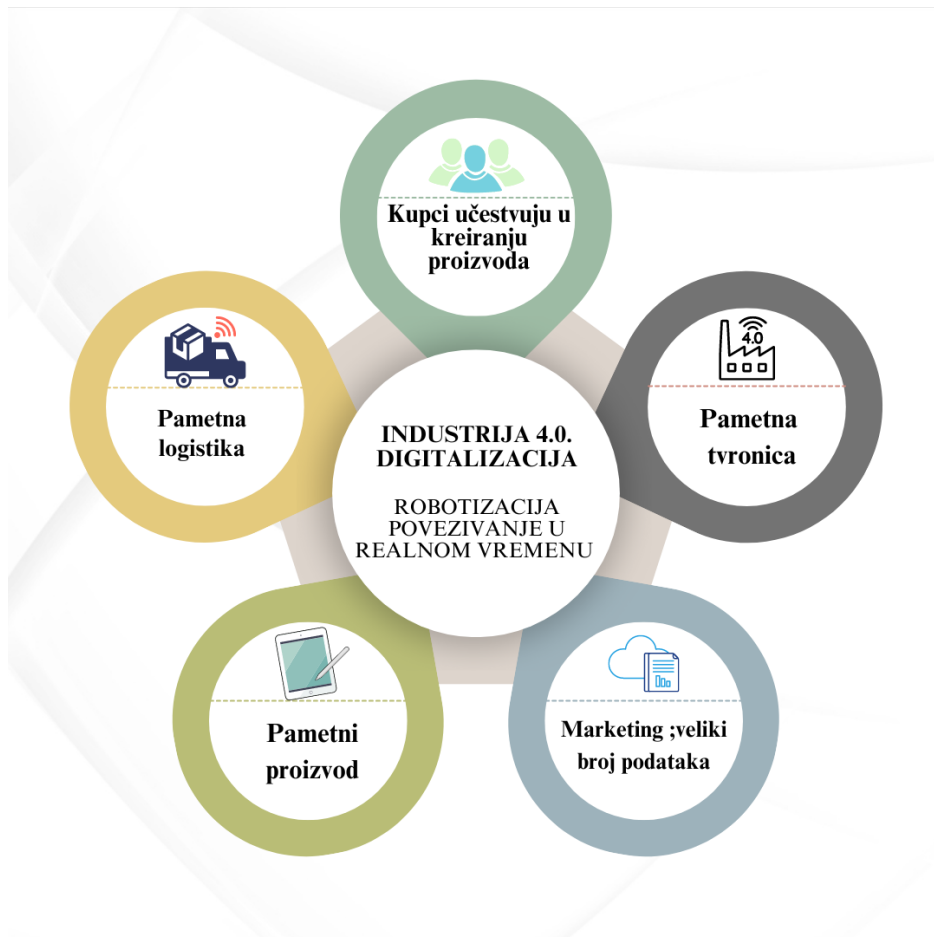 Kupci učestvuju u
kreiranju
proizvoda
4.0
Pametna
logistika
Pametna
tvronica
INDUSTRIJA 4.0.
DIGITALIZACIJA
ROBOTIZACIJA
POVEZIVANJE U
REALNOM VREMENU
Pametni
proizvod
Marketing ;veliki
broj podataka